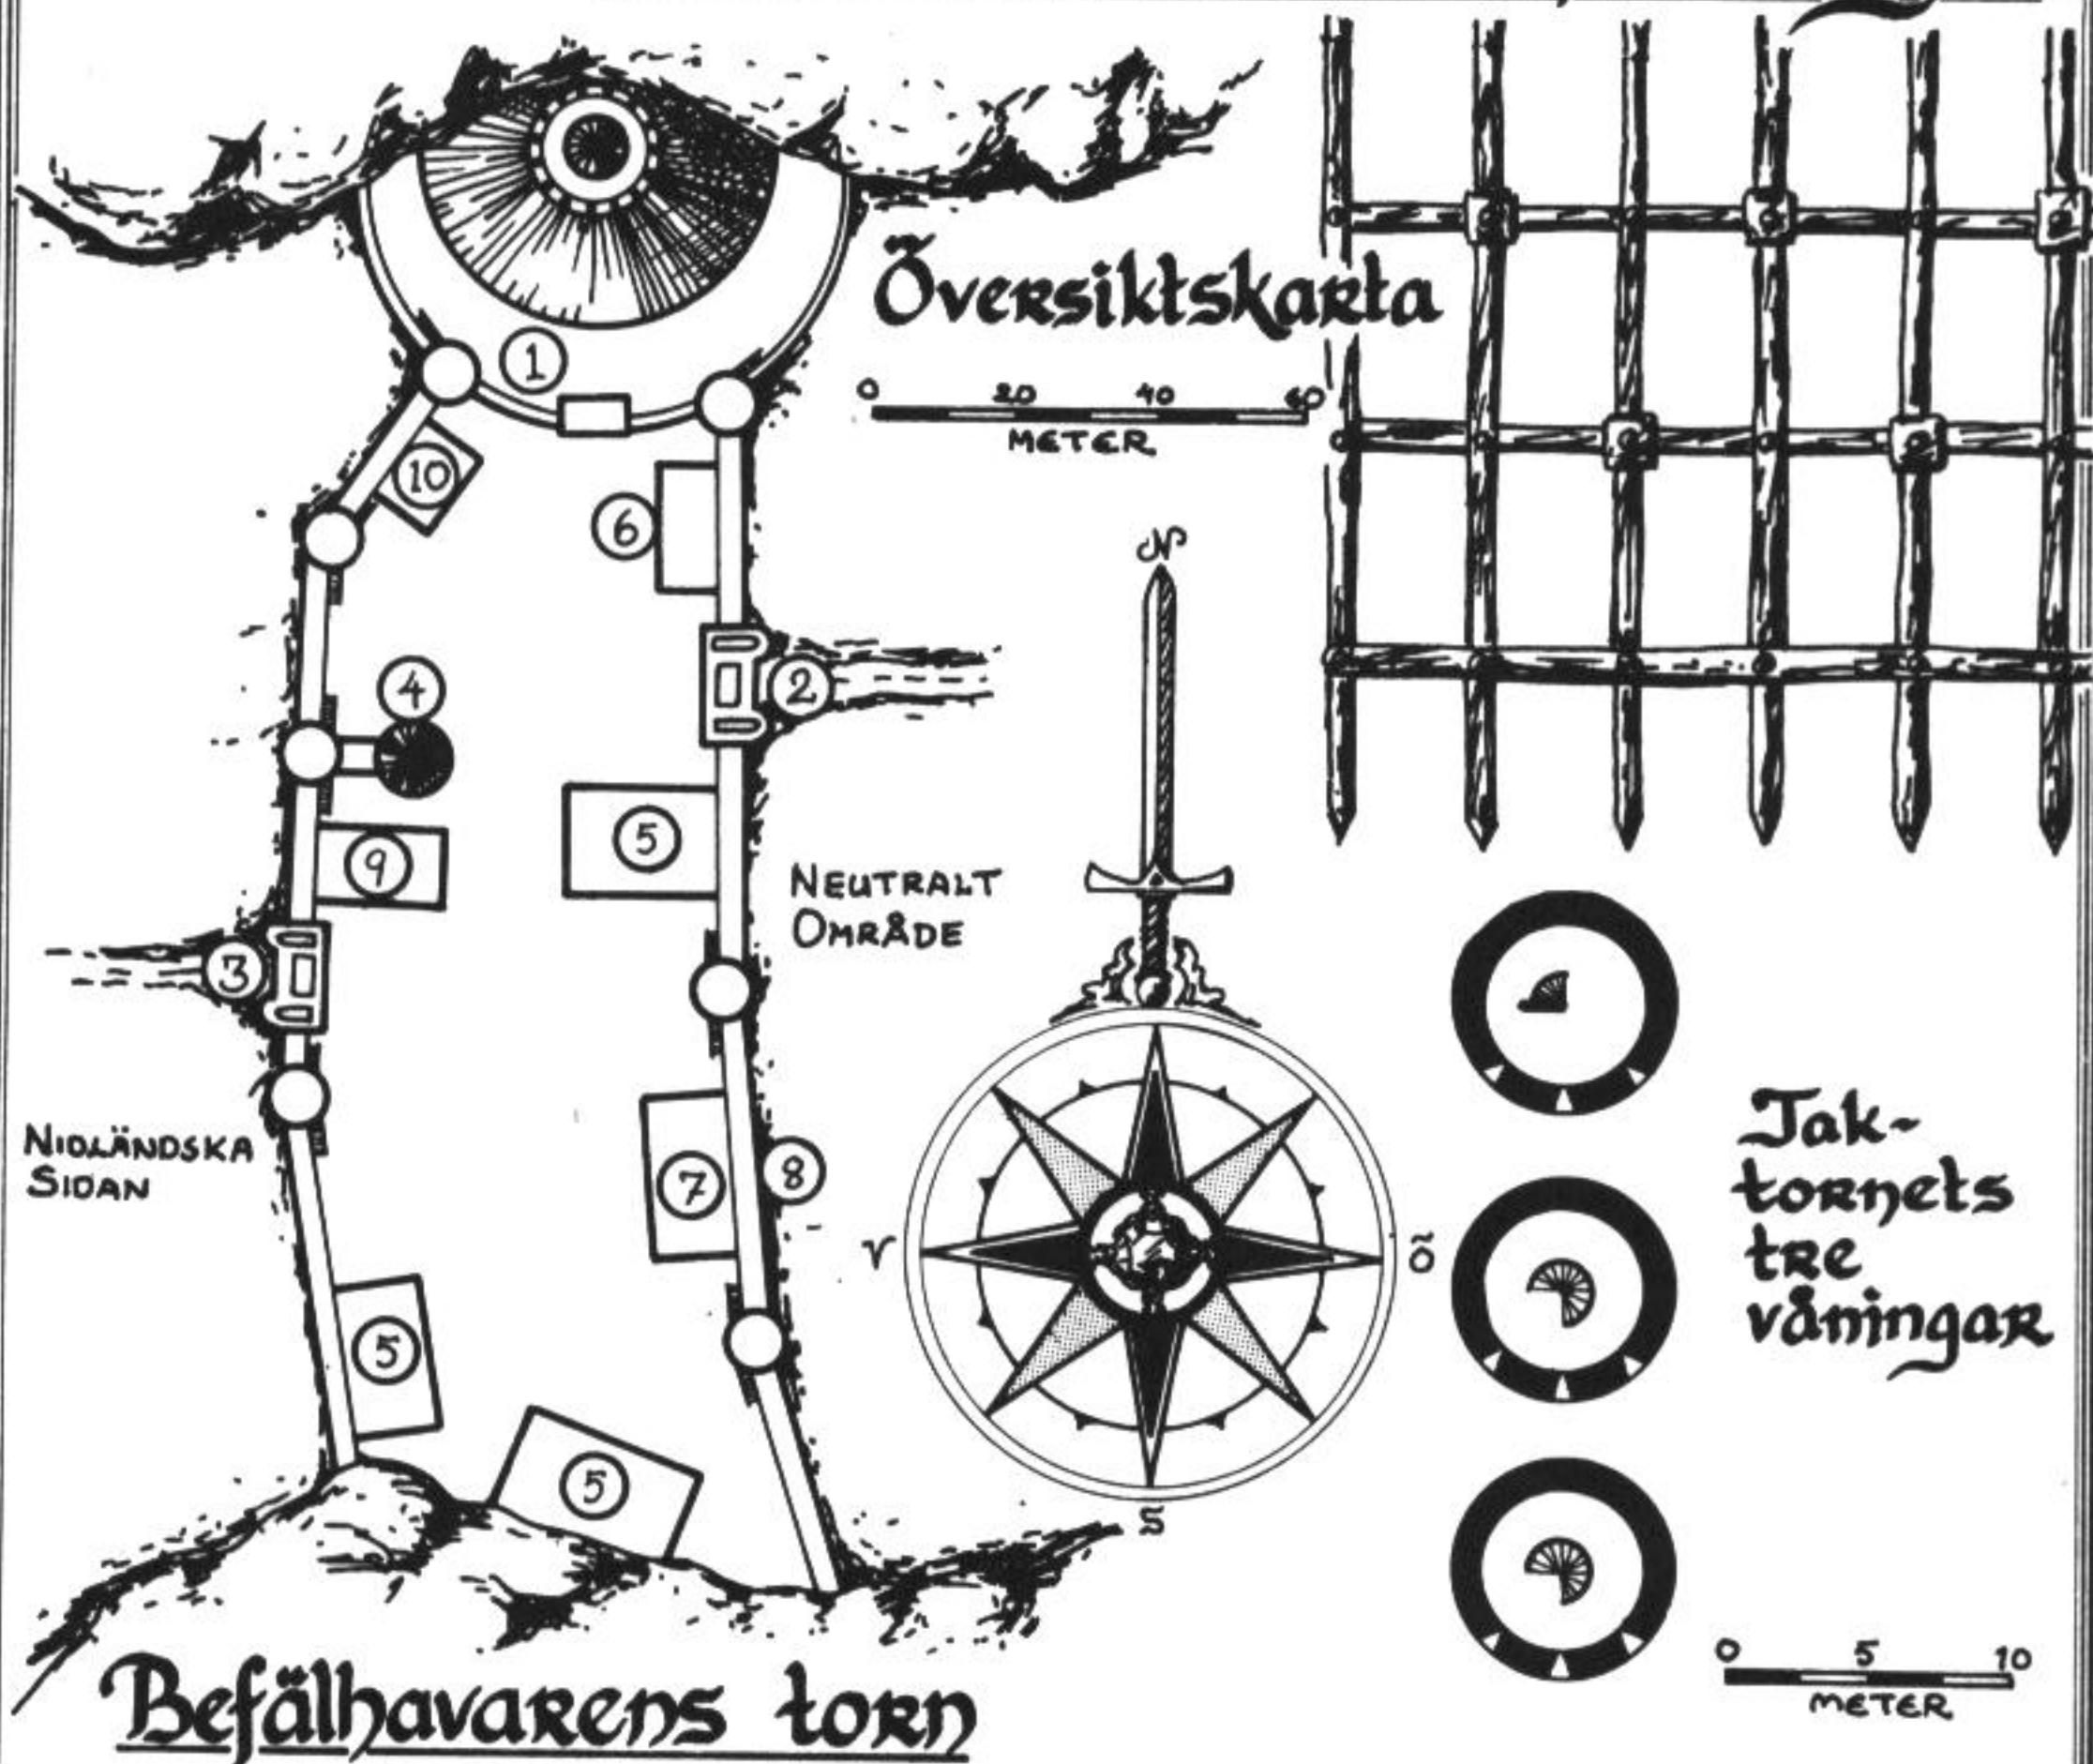 Översiktskarta
0 20 40 60
METER
1
10
6
2
4
5
9
NEUTRALT
OMRÅDE
3
NIDLÄNDSKA
SIDAN
7
8
5
5
N
V
Ö
S
Tak-
tornets
tre
våningar
0 5 10
METER
Befälhavarens torn